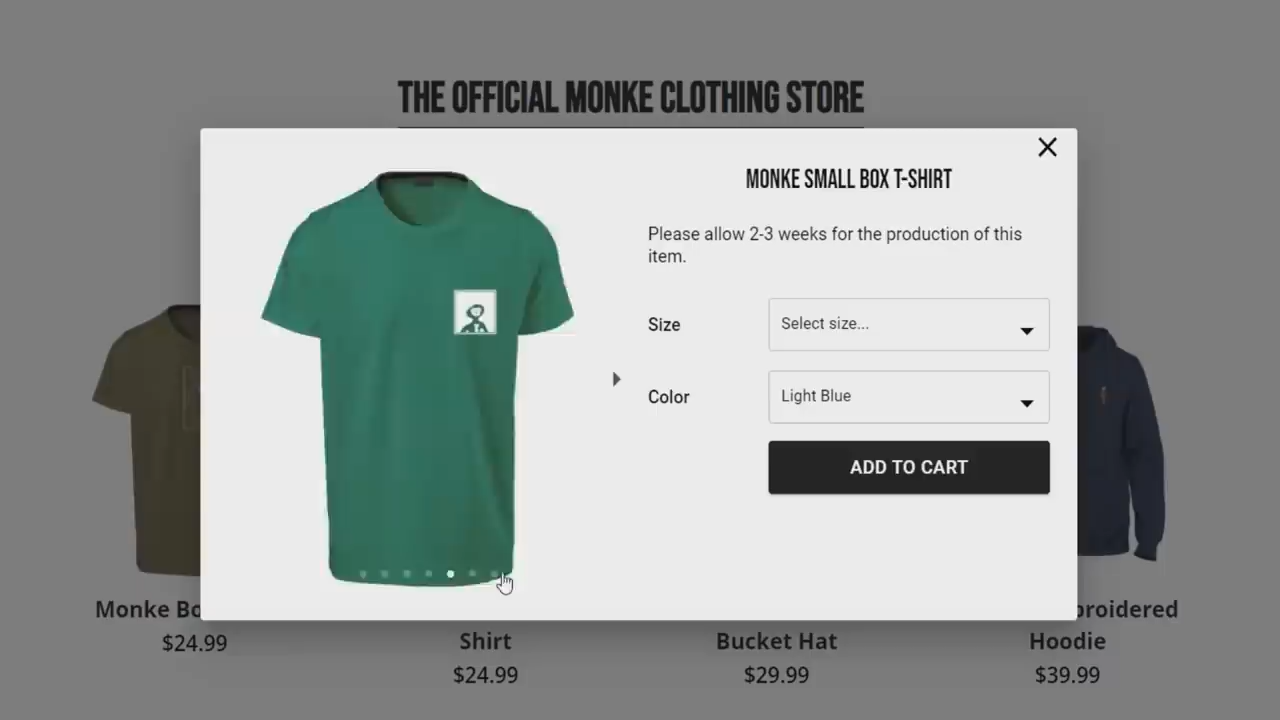 THE OFFICIAL MONKE CLOTHING STORE
MONKE SMALL BOX T-SHIRT
Please allow 2-3 weeks for the production of this
item.
Size
Select size...
Color
Light Blue
ADD TO CART
Monke Bo
$24.99
Shirt
$24.99
Bucket Hat
$29.99
broidered
Hoodie
$39.99